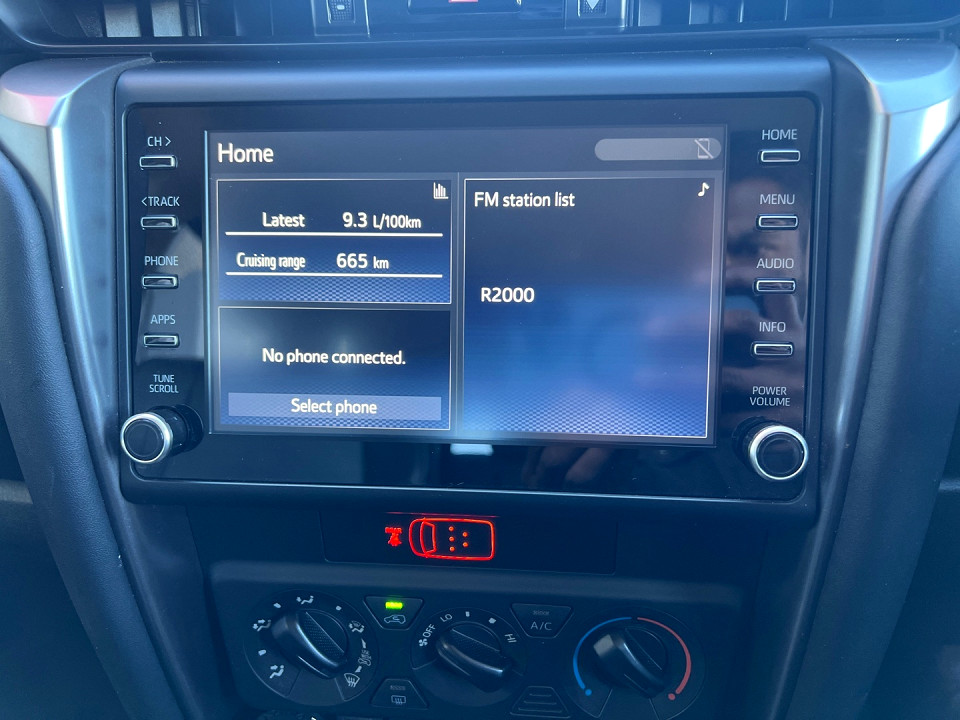 CH >
< TRACK
PHONE
APPS
TUNE
SCROLL
Home
Latest 9.3 L/100km
Cruising range 665 km
No phone connected.
Select phone
FM station list
R2000
HOME
MENU
AUDIO
INFO
POWER
VOLUME
OFF LO HI
A/C